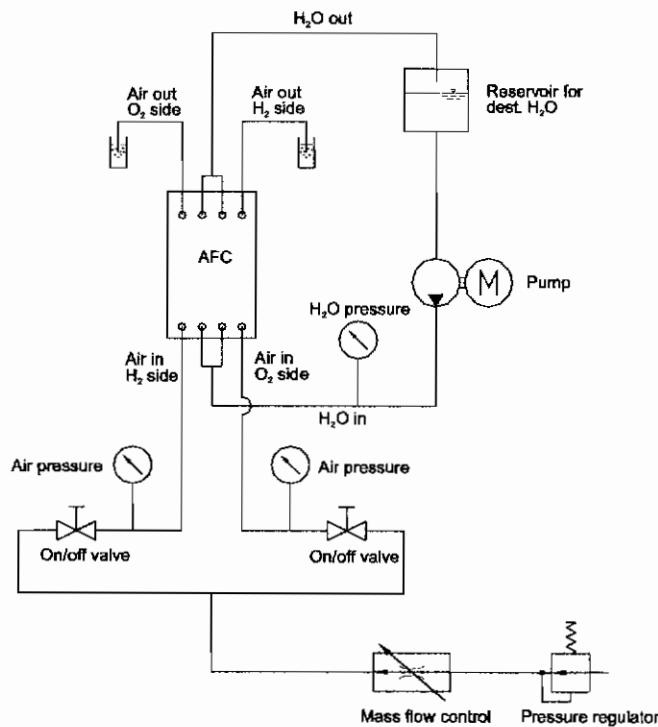 H₂O out
Air out
O₂ side
Air out
H₂ side
Reservoir for
dest. H₂O
AFC
M
Pump
H₂O pressure
Air in
H₂ side
Air in
O₂ side
H₂O in
Air pressure
Air pressure
On/off valve
On/off valve
Mass flow control
Pressure regulator